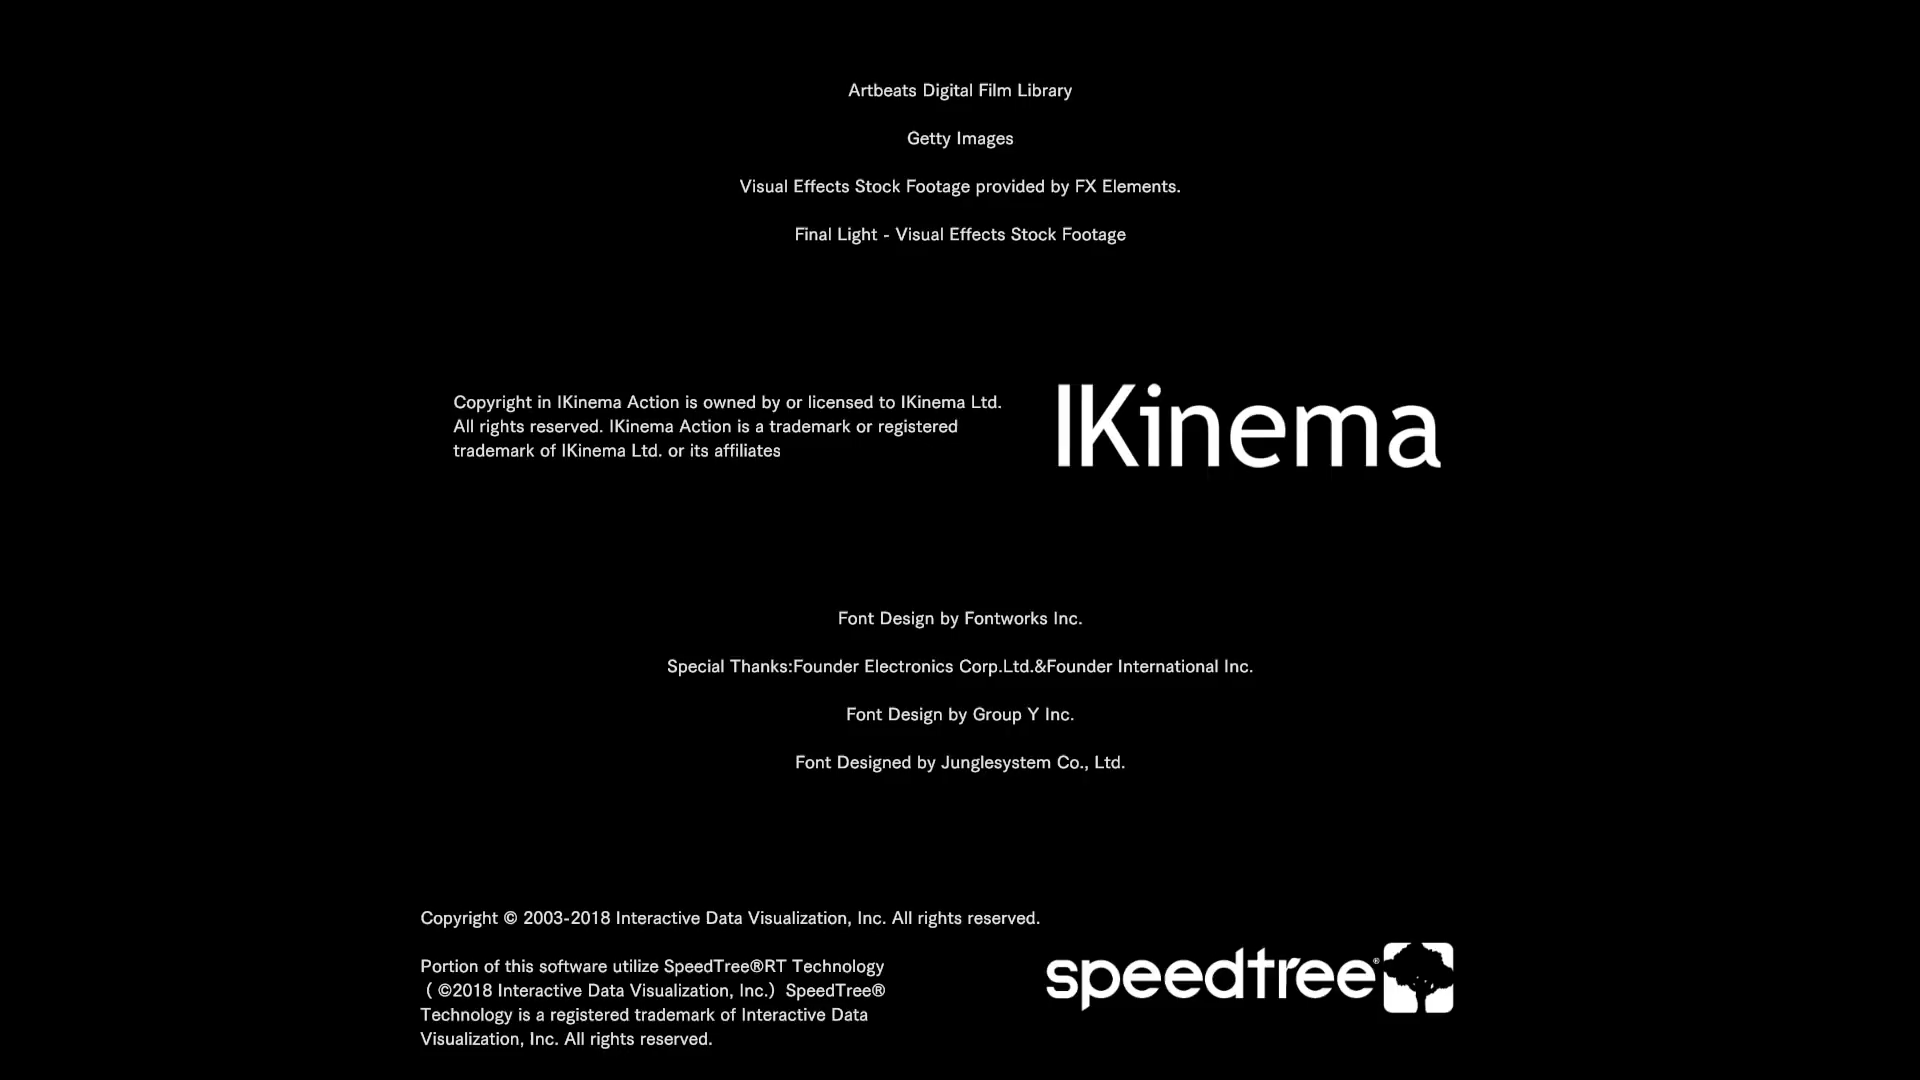 Artbeats Digital Film Library
Getty Images
Visual Effects Stock Footage provided by FX Elements.
Final Light - Visual Effects Stock Footage
Copyright in IKinema Action is owned by or licensed to IKinema Ltd.
All rights reserved. IKinema Action is a trademark or registered
trademark of IKinema Ltd. or its affiliates
IKinema
Font Design by Fontworks Inc.
Special Thanks:Founder Electronics Corp.Ltd.&Founder International Inc.
Font Design by Group Y Inc.
Font Designed by Junglesystem Co., Ltd.
Copyright © 2003-2018 Interactive Data Visualization, Inc. All rights reserved.
Portion of this software utilize SpeedTree®RT Technology
（ ©2018 Interactive Data Visualization, Inc.）SpeedTree®
Technology is a registered trademark of Interactive Data
Visualization, Inc. All rights reserved.
speedtree®